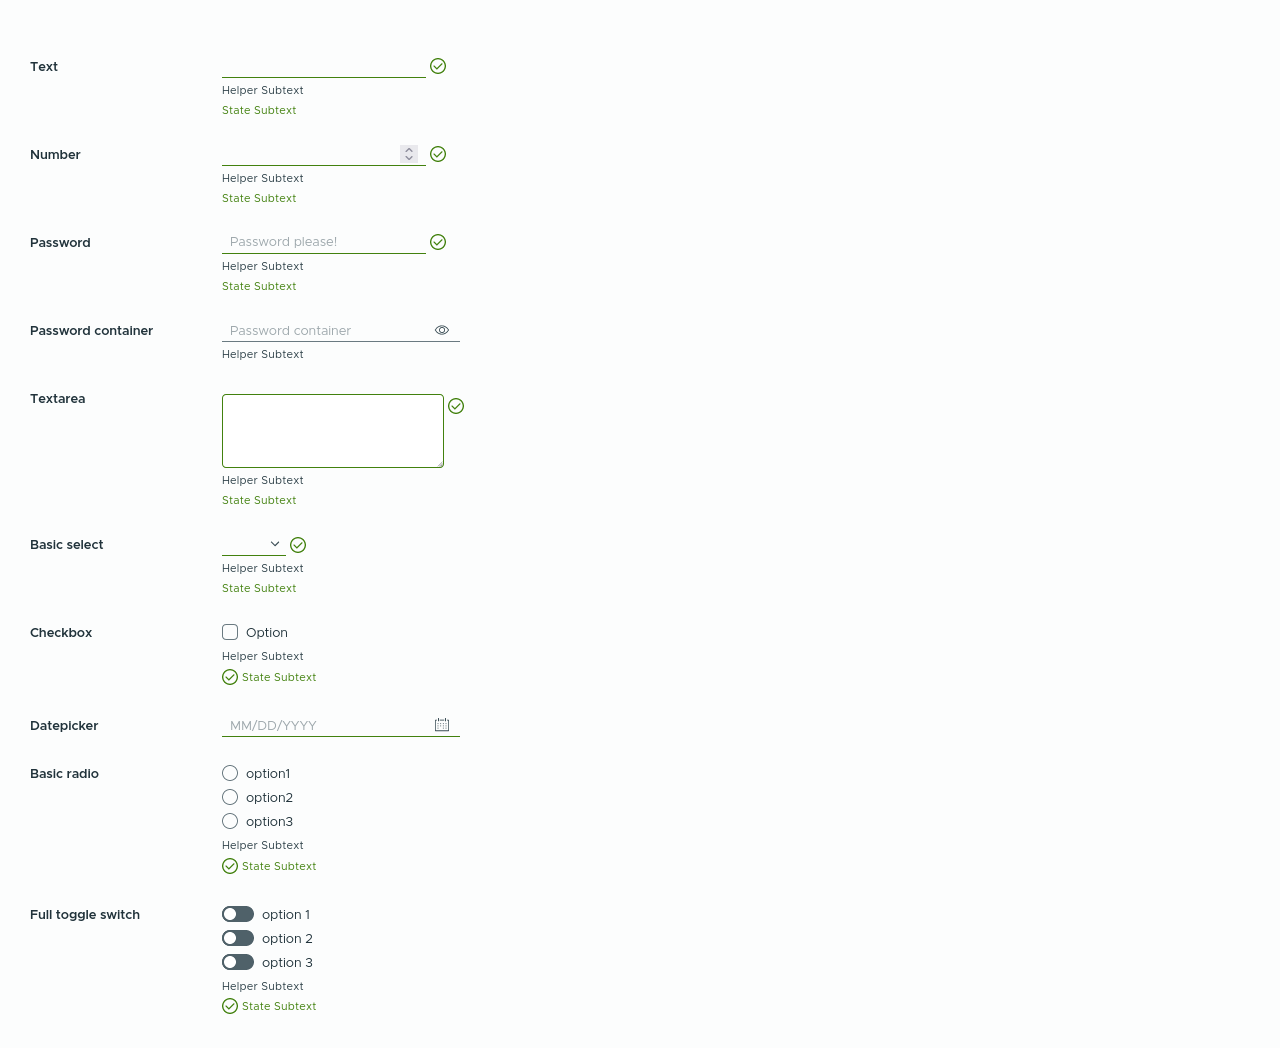 Text
Helper Subtext
State Subtext
Number
Helper Subtext
State Subtext
Password
Password please!
Helper Subtext
State Subtext
Password container
Password container
Helper Subtext
Textarea
Helper Subtext
State Subtext
Basic select
Helper Subtext
State Subtext
Checkbox
Option
Helper Subtext
State Subtext
Datepicker
MM/DD/YYYY
Basic radio
option1
option2
option3
Helper Subtext
State Subtext
Full toggle switch
option 1
option 2
option 3
Helper Subtext
State Subtext